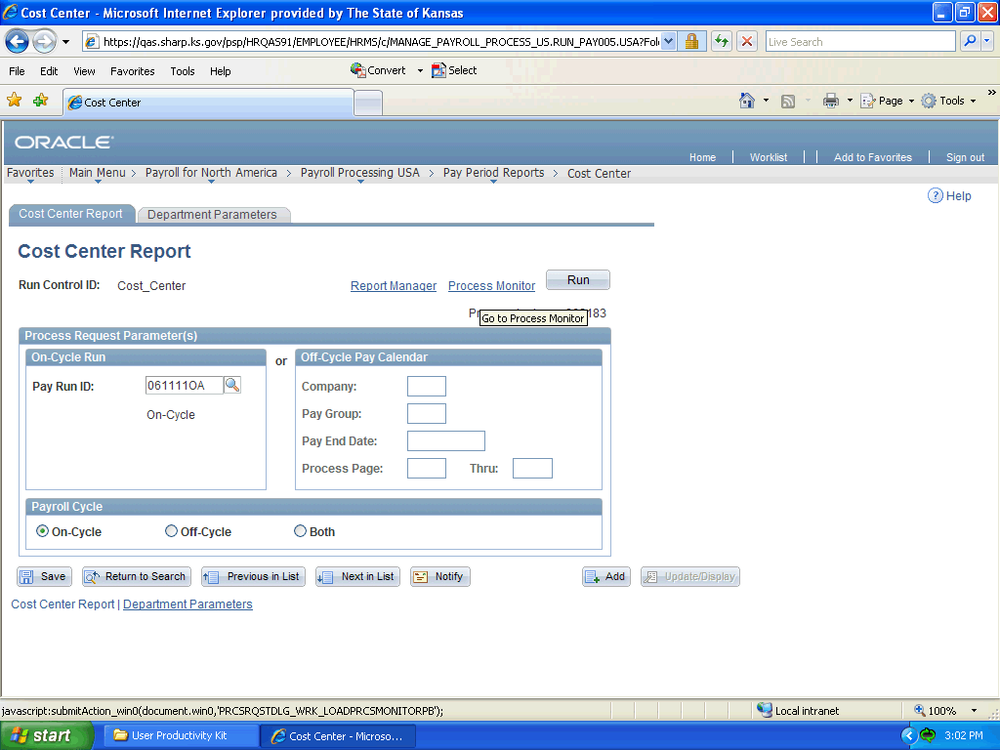 Cost Center - Microsoft Internet Explorer provided by The State of Kansas
https://qas.sharp.ks.gov/psp/HRQAS91/EMPLOYEE/HRMS/c/MANAGE_PAYROLL_PROCESS_US.RUN_PAY005.USA?Fol
Live Search
File Edit View Favorites Tools Help Convert Select
Cost Center Page Tools »
ORACLE
Home Worklist Add to Favorites Sign out
Favorites Main Menu > Payroll for North America > Payroll Processing USA > Pay Period Reports > Cost Center
? Help
Cost Center Report Department Parameters
Cost Center Report
Run Control ID: Cost_Center Report Manager Process Monitor Run
Go to Process Monitor
Process Request Parameter(s)
On-Cycle Run or Off-Cycle Pay Calendar
Pay Run ID: 061111OA Company:
On-Cycle Pay Group:
Pay End Date:
Process Page: Thru:
Payroll Cycle
On-Cycle Off-Cycle Both
Save Return to Search Previous in List Next in List Notify Add Update/Display
Cost Center Report | Department Parameters
javascript:submitAction_win0(document.win0,'PRCSRQSTDLG_WRK_LOADPRCSMONITORPB'); Local intranet 100%
start User Productivity Kit Cost Center - Microso... 3:02 PM